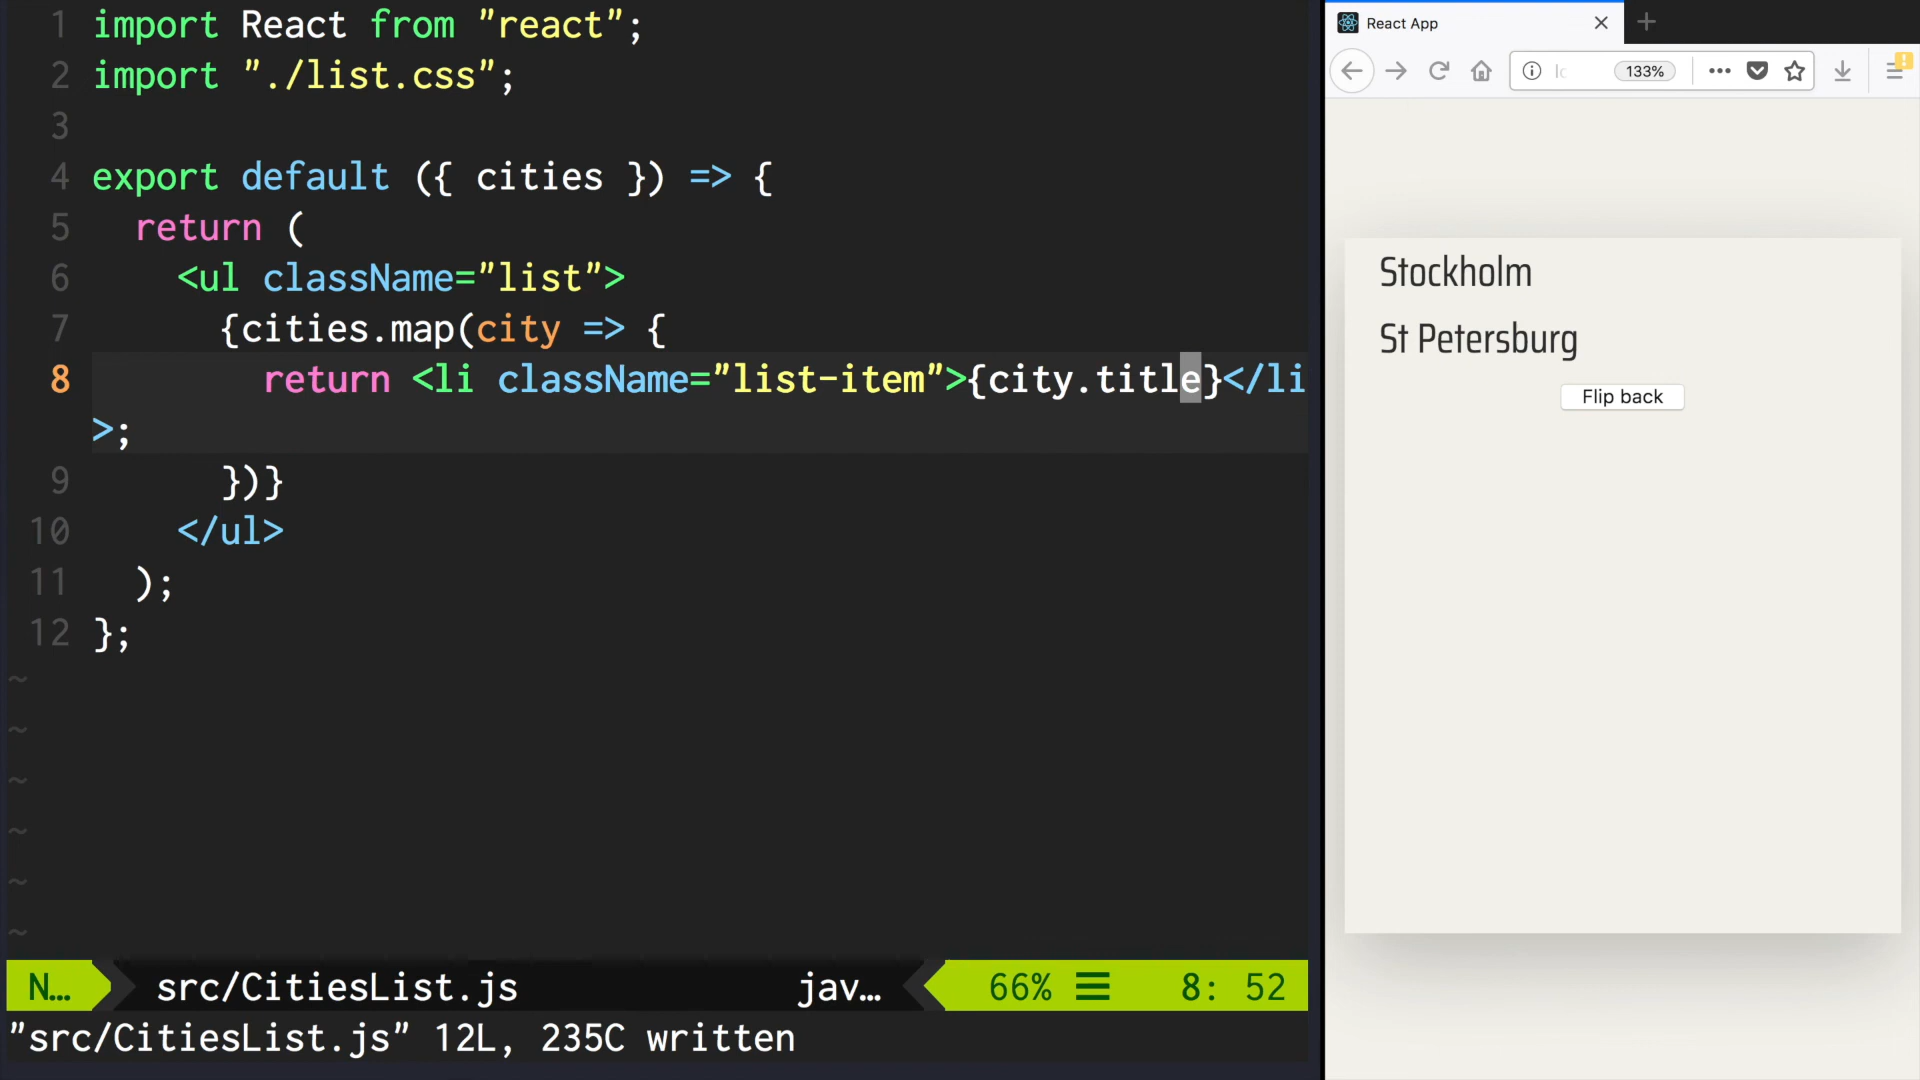 1 import React from "react";
2 import "./list.css";
3
4 export default ({ cities }) => {
5 return (
6 <ul className="list">
7 {cities.map(city => {
8 return <li className="list-item">{city.title}</li
>;
9 })}
10 </ul>
11 );
12 };
~
~
~
~
~
~
N... src/CitiesList.js jav... 66% ☰ 8: 52
"src/CitiesList.js" 12L, 235C written
React App
133%
Stockholm
St Petersburg
Flip back